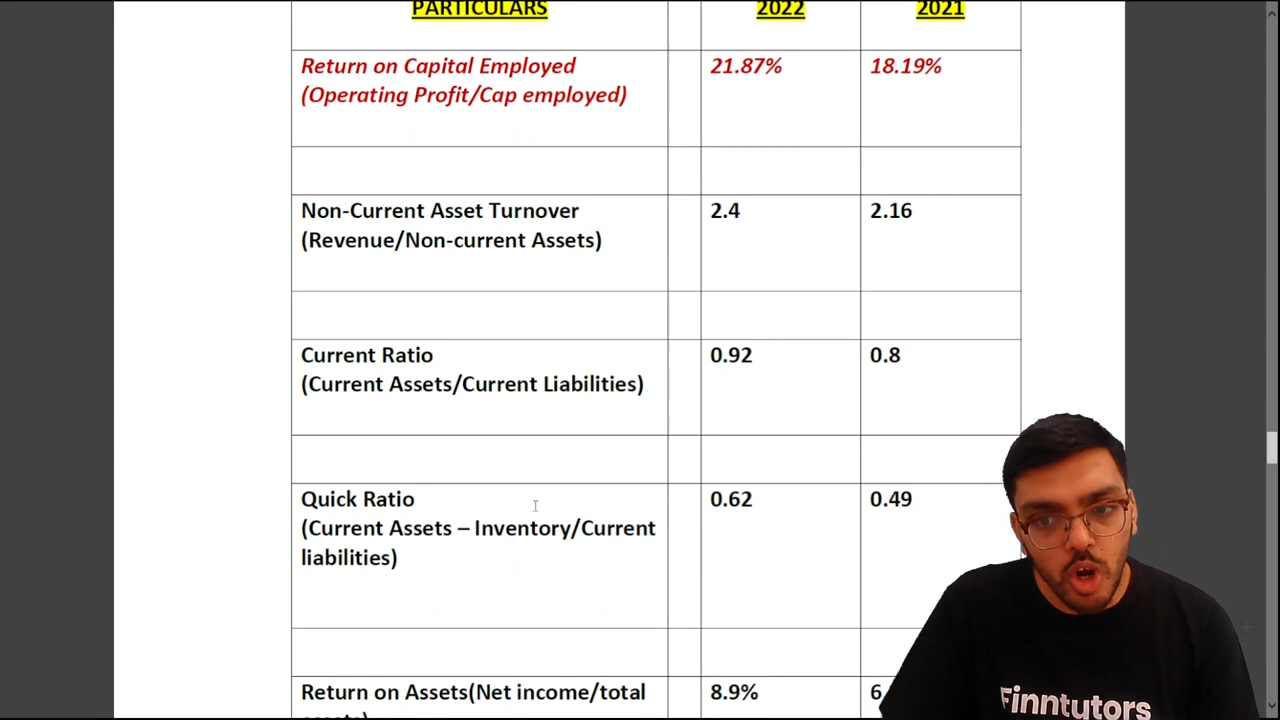 PARTICULARS 2022 2021
Return on Capital Employed 21.87% 18.19%
(Operating Profit/Cap employed)
Non-Current Asset Turnover 2.4 2.16
(Revenue/Non-current Assets)
Current Ratio 0.92 0.8
(Current Assets/Current Liabilities)
Quick Ratio 0.62 0.49
(Current Assets – Inventory/Current
liabilities)
Return on Assets(Net income/total 8.9%
Finntutors